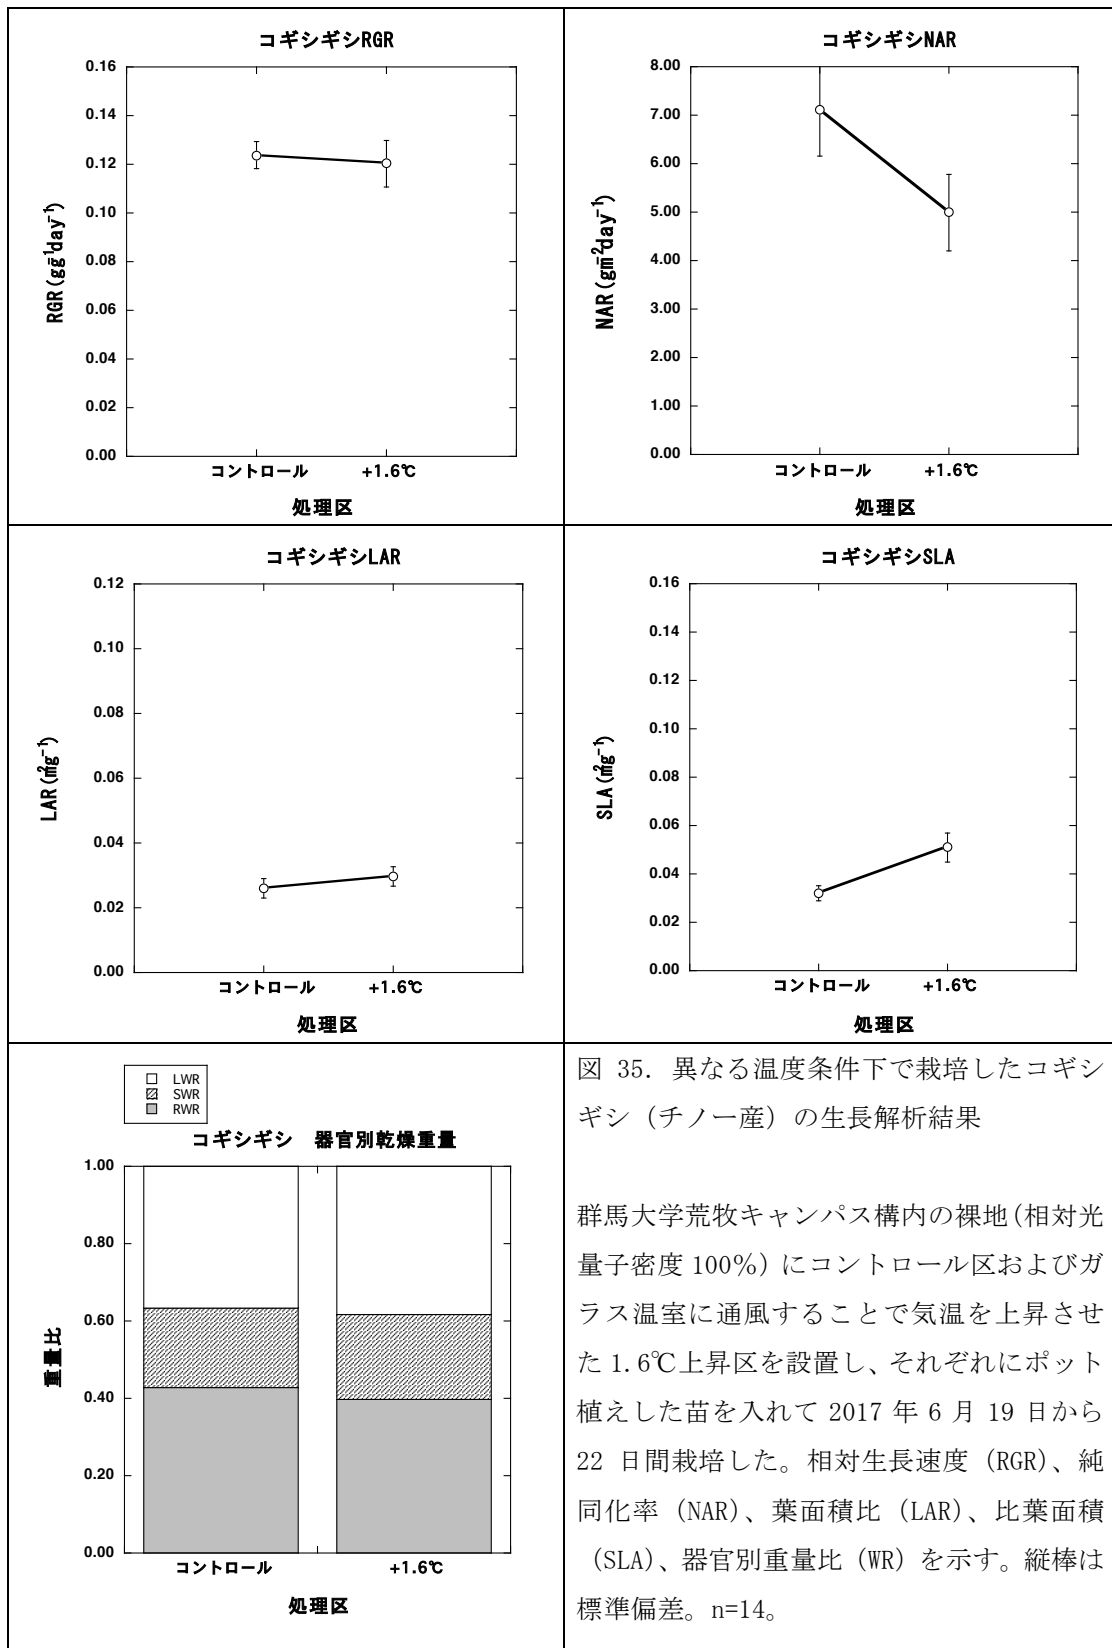 コギシギシRGR
0.16
0.14
0.12
0.10
0.08
0.06
0.04
0.02
0.00
RGR(gg⁻¹day⁻¹)
コントロール
+1.6℃
処理区
コギシギシNAR
8.00
7.00
6.00
5.00
4.00
3.00
2.00
1.00
0.00
NAR(gm⁻²day⁻¹)
コントロール
+1.6℃
処理区
コギシギシLAR
0.12
0.10
0.08
0.06
0.04
0.02
0.00
LAR(m²g⁻¹)
コントロール
+1.6℃
処理区
コギシギシSLA
0.16
0.14
0.12
0.10
0.08
0.06
0.04
0.02
0.00
SLA(m²g⁻¹)
コントロール
+1.6℃
処理区
LWR
SWR
RWR
コギシギシ　器官別乾燥重量
1.00
0.80
0.60
0.40
0.20
0.00
重量比
コントロール
+1.6℃
処理区
図 35. 異なる温度条件下で栽培したコギシ
ギシ（チノー産）の生長解析結果
群馬大学荒牧キャンパス構内の裸地（相対光
量子密度 100％）にコントロール区およびガ
ラス温室に通風することで気温を上昇させ
た 1.6℃上昇区を設置し、それぞれにポット
植えした苗を入れて 2017 年 6 月 19 日から
22 日間栽培した。相対生長速度（RGR）、純
同化率（NAR）、葉面積比（LAR）、比葉面積
（SLA）、器官別重量比（WR）を示す。縦棒は
標準偏差。n=14。